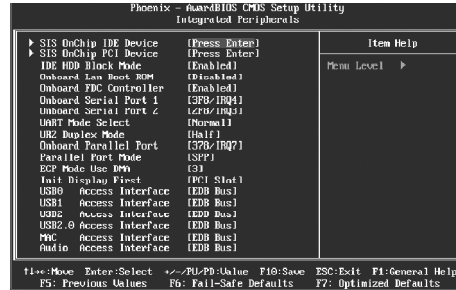 Phoenix – AwardBIOS CMOS Setup Utility
Integrated Peripherals
SIS OnChip IDE Device [Press Enter]
SIS OnChip PCI Device [Press Enter]
IDE HDD Block Mode [Enabled]
Onboard Lan Boot ROM [Disabled]
Onboard FDC Controller [Enabled]
Onboard Serial Port 1 [3F8/IRQ4]
Onboard Serial Port 2 [2F8/IRQ3]
UART Mode Select [Normal]
UR2 Duplex Mode [Half]
Onboard Parallel Port [378/IRQ7]
Parallel Port Mode [SPP]
ECP Mode Use DMA [3]
Init Display First [PCI Slot]
USB0 Access Interface [EDB Bus]
USB1 Access Interface [EDB Bus]
USB2 Access Interface [EDB Bus]
USB2.0 Access Interface [EDB Bus]
MAC Access Interface [EDB Bus]
Audio Access Interface [EDB Bus]
Item Help
Menu Level ▶
↑↓→←:Move Enter:Select +/-/PU/PD:Value F10:Save ESC:Exit F1:General Help
F5: Previous Values F6: Fail-Safe Defaults F7: Optimized Defaults